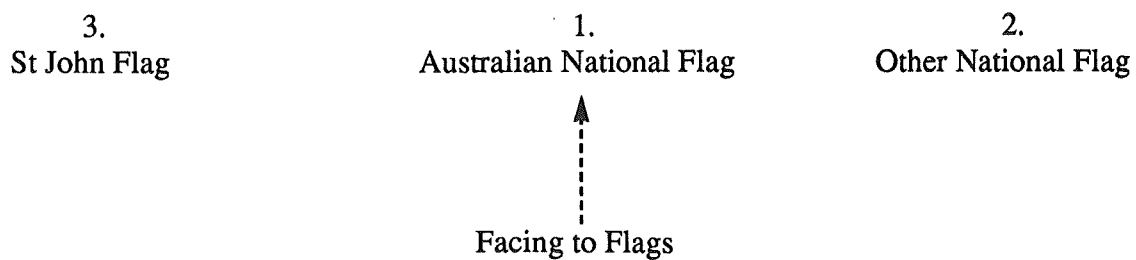 3. 1. 2.
St John Flag Australian National Flag Other National Flag
Facing to Flags